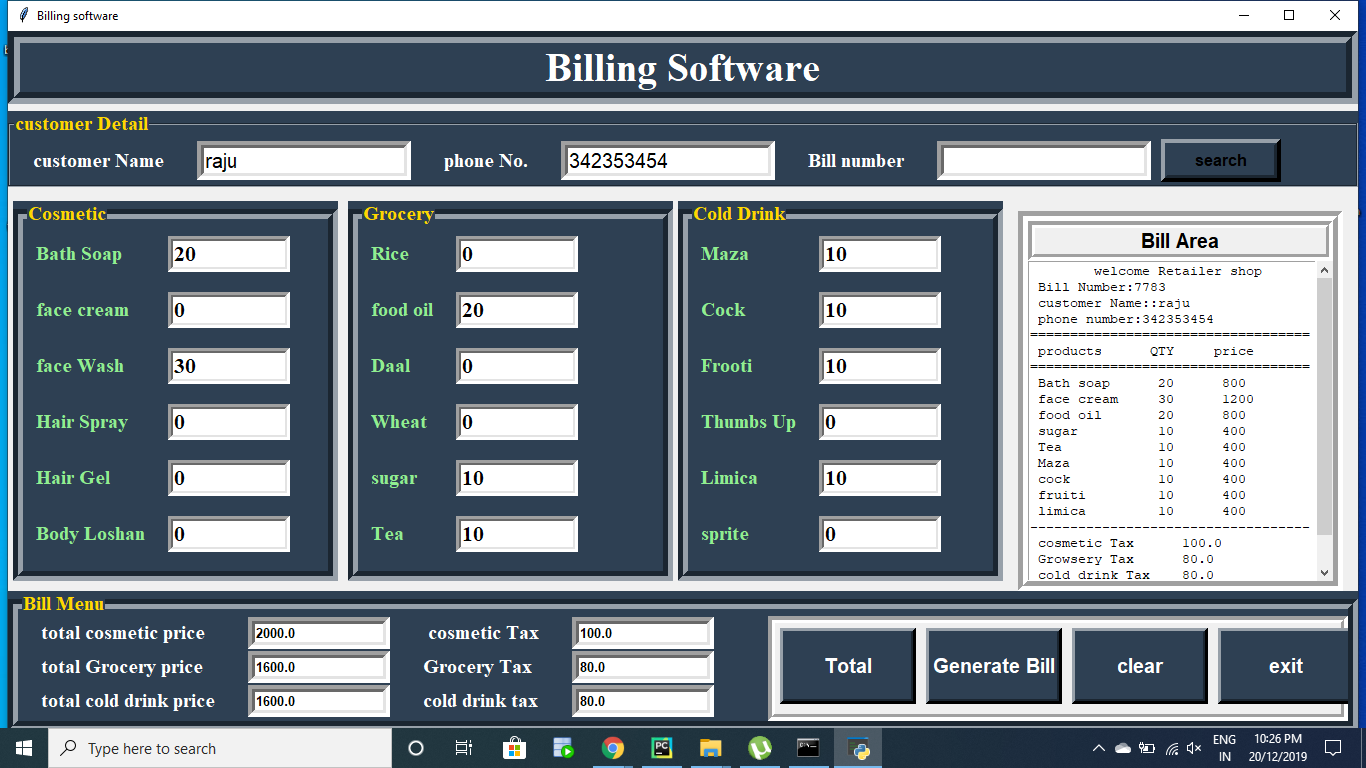 Billing software
Billing Software
customer Detail
customer Name raju phone No. 342353454 Bill number search
Cosmetic
Bath Soap 20
face cream 0
face Wash 30
Hair Spray 0
Hair Gel 0
Body Loshan 0
Grocery
Rice 0
food oil 20
Daal 0
Wheat 0
sugar 10
Tea 10
Cold Drink
Maza 10
Cock 10
Frooti 10
Thumbs Up 0
Limica 10
sprite 0
Bill Area
welcome Retailer shop
Bill Number:7783
customer Name::raju
phone number:342353454
===================================
products QTY price
===================================
Bath soap 20 800
face cream 30 1200
food oil 20 800
sugar 10 400
Tea 10 400
Maza 10 400
cock 10 400
fruiti 10 400
limica 10 400
-----------------------------------
cosmetic Tax 100.0
Growsery Tax 80.0
cold drink Tax 80.0
Bill Menu
total cosmetic price 2000.0 cosmetic Tax 100.0
total Grocery price 1600.0 Grocery Tax 80.0
total cold drink price 1600.0 cold drink tax 80.0
Total Generate Bill clear exit
Type here to search
ENG
IN
10:26 PM
20/12/2019